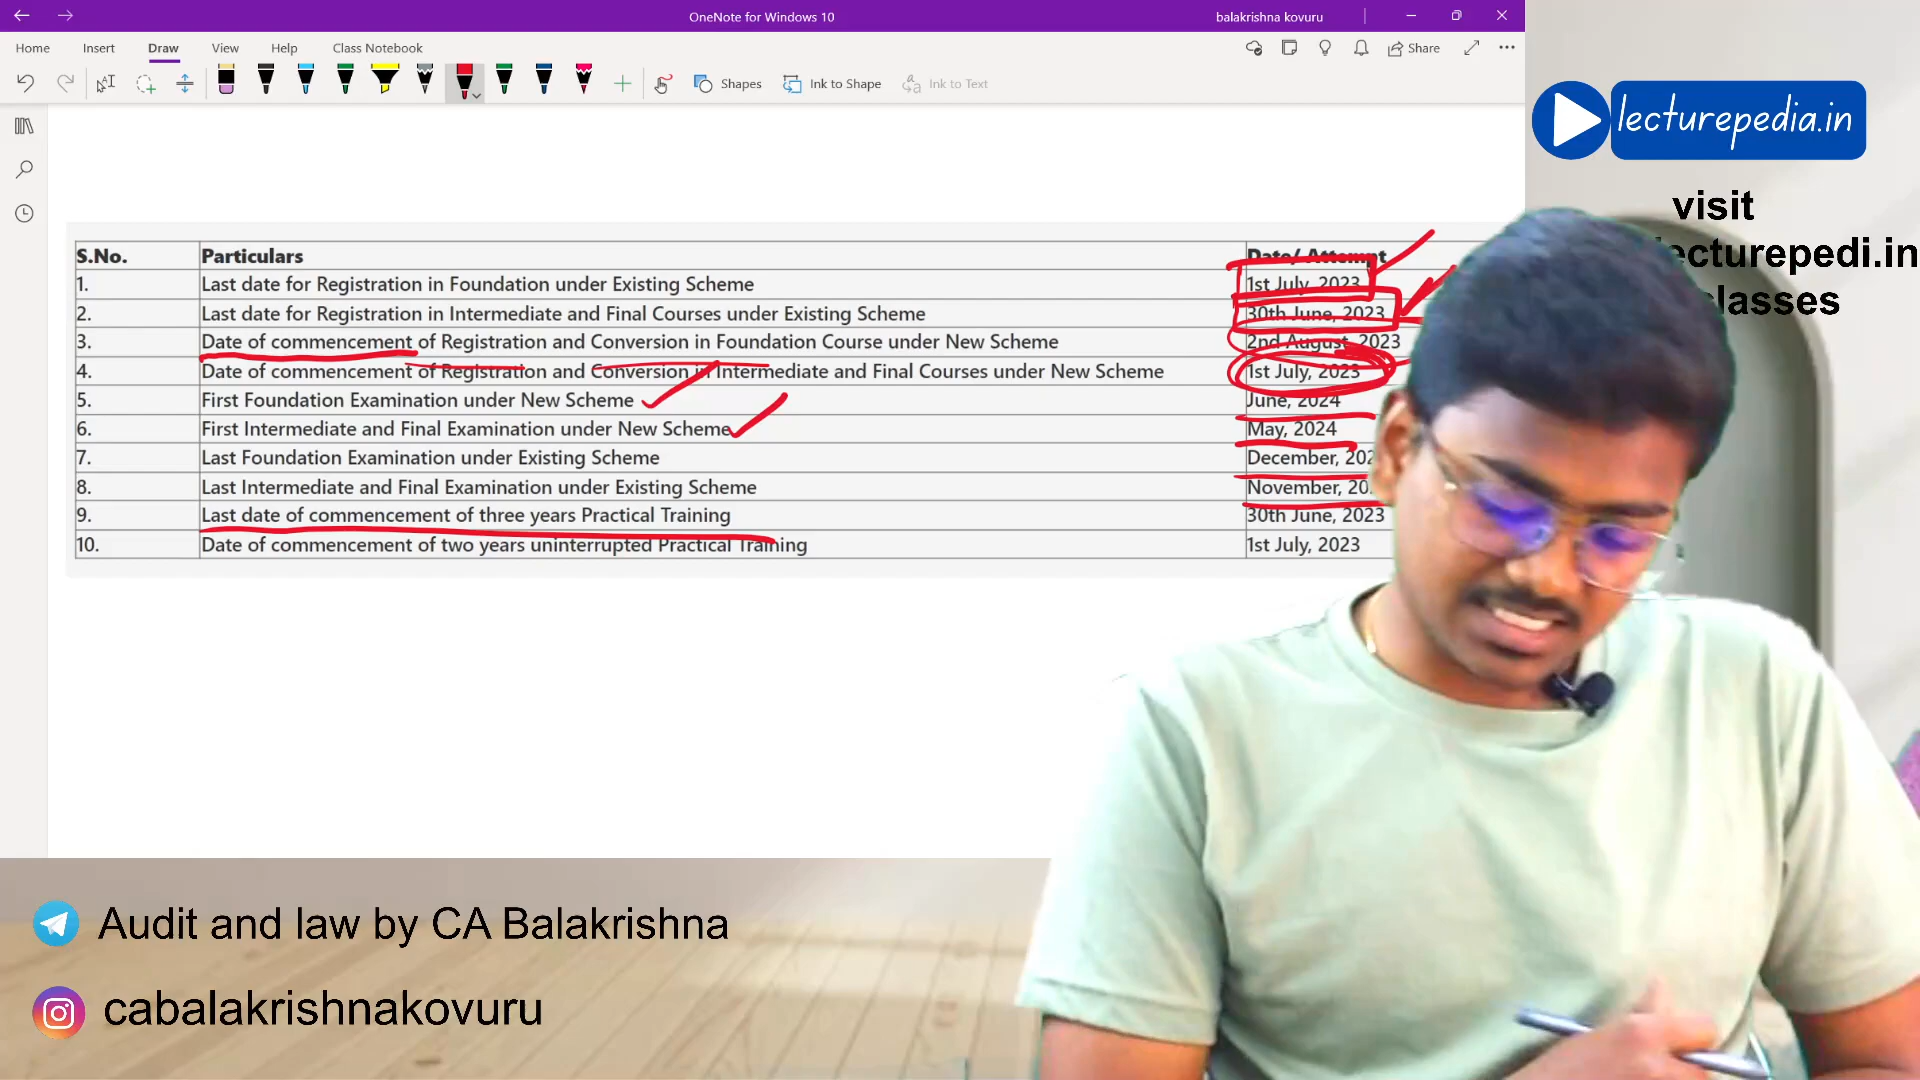 OneNote for Windows 10
balakrishna kovuru
Home Insert Draw View Help Class Notebook
Share
Shapes Ink to Shape Ink to Text
lecturepedia.in
visit
lecturepedi.in
classes
S.No. Particulars Date/ Attempt
1. Last date for Registration in Foundation under Existing Scheme 1st July, 2023
2. Last date for Registration in Intermediate and Final Courses under Existing Scheme 30th June, 2023
3. Date of commencement of Registration and Conversion in Foundation Course under New Scheme 2nd August, 2023
4. Date of commencement of Registration and Conversion in Intermediate and Final Courses under New Scheme 1st July, 2023
5. First Foundation Examination under New Scheme June, 2024
6. First Intermediate and Final Examination under New Scheme May, 2024
7. Last Foundation Examination under Existing Scheme December,
8. Last Intermediate and Final Examination under Existing Scheme November,
9. Last date of commencement of three years Practical Training 30th June, 2023
10. Date of commencement of two years uninterrupted Practical Training 1st July, 2023
Audit and law by CA Balakrishna
cabalakrishnakovuru